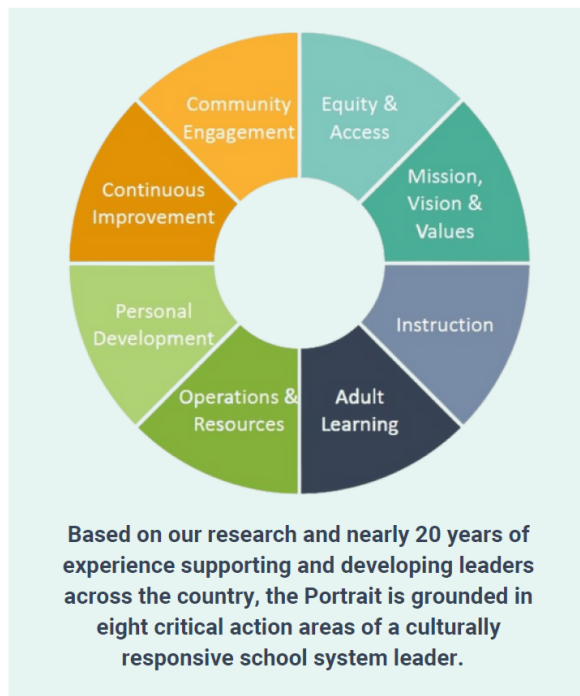 Community
Engagement
Equity &
Access
Mission,
Vision &
Values
Instruction
Adult
Learning
Operations &
Resources
Personal
Development
Continuous
Improvement
Based on our research and nearly 20 years of
experience supporting and developing leaders
across the country, the Portrait is grounded in
eight critical action areas of a culturally
responsive school system leader.